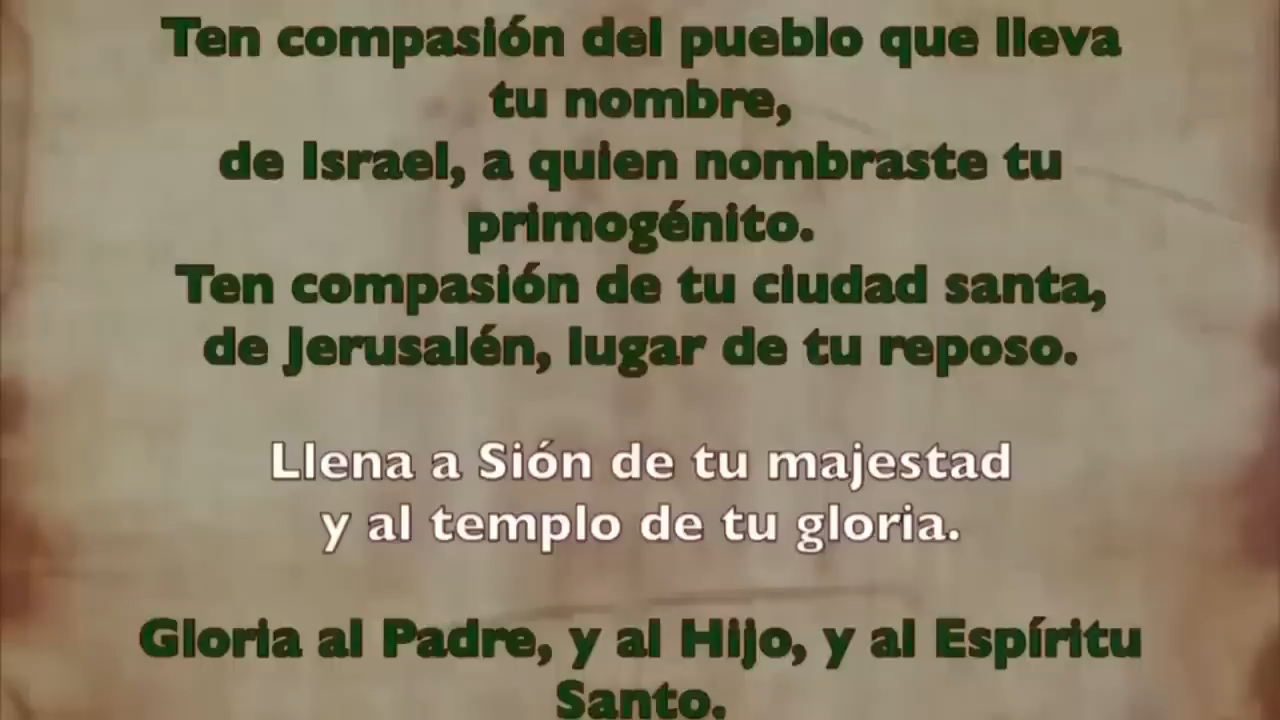 Ten compasión del pueblo que lleva
tu nombre,
de Israel, a quien nombraste tu
primogénito.
Ten compasión de tu ciudad santa,
de Jerusalén, lugar de tu reposo.
Llena a Sión de tu majestad
y al templo de tu gloria.
Gloria al Padre, y al Hijo, y al Espíritu
Santo.